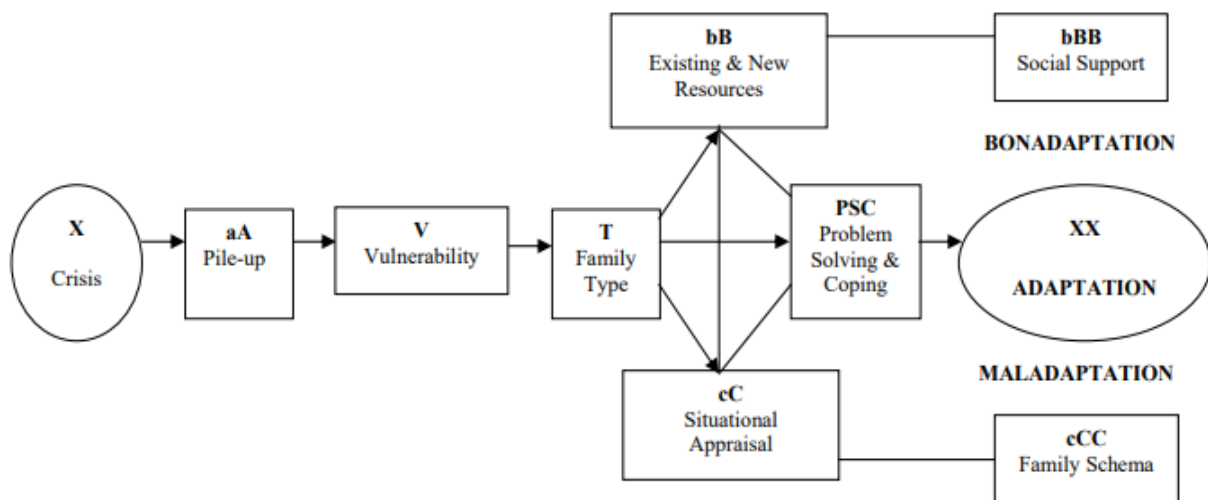 X
Crisis
aA
Pile-up
V
Vulnerability
T
Family
Type
bB
Existing & New
Resources
bBB
Social Support
PSC
Problem
Solving &
Coping
cC
Situational
Appraisal
cCC
Family Schema
BONADAPTATION
XX
ADAPTATION
MALADAPTATION